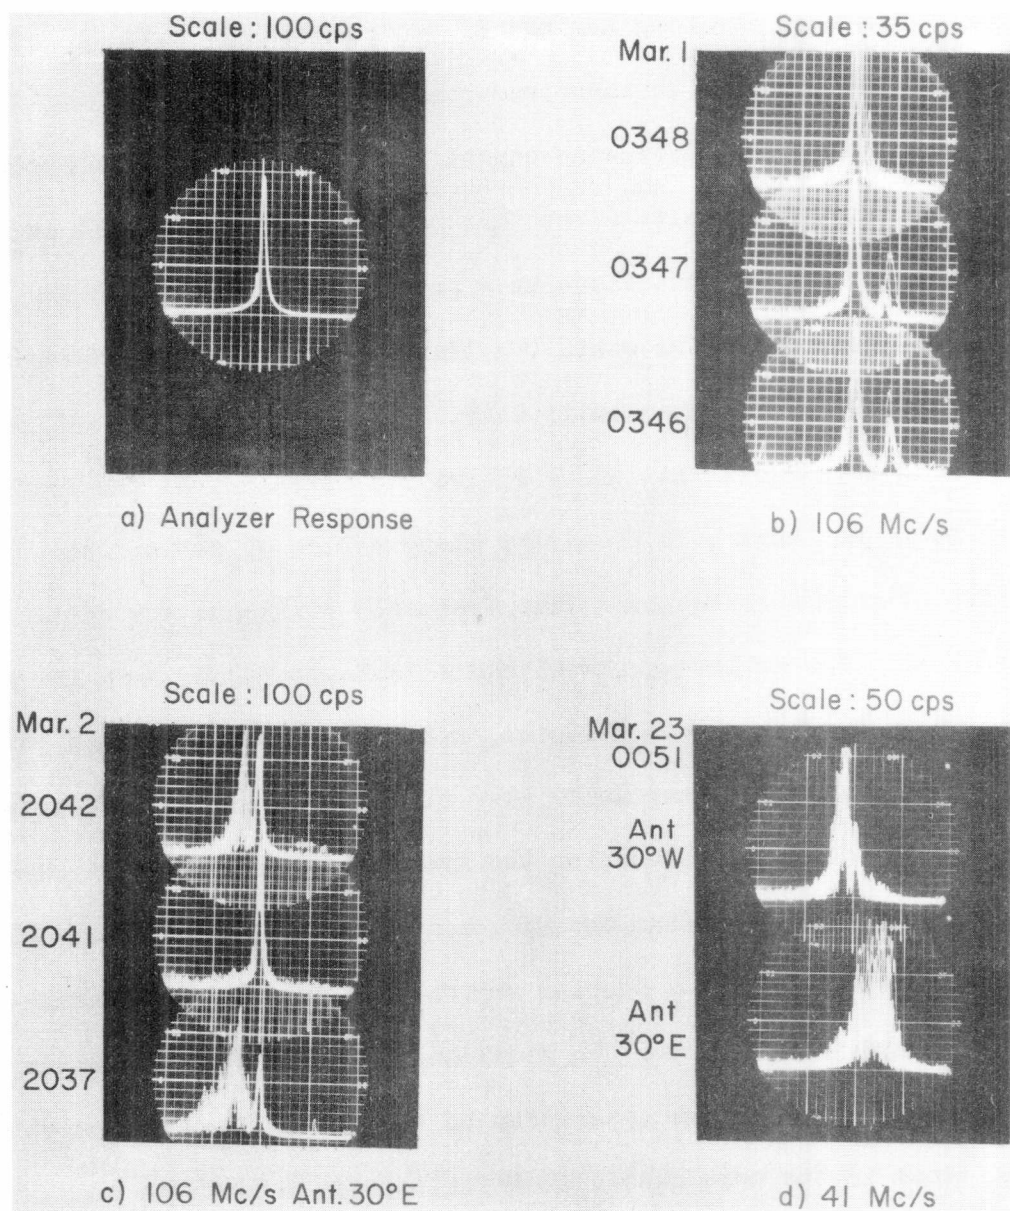 Scale : 100 cps
a) Analyzer Response
Scale : 35 cps
Mar. 1
0348
0347
0346
b) 106 Mc/s
Scale : 100 cps
Mar. 2
2042
2041
2037
c) 106 Mc/s Ant. 30°E
Scale : 50 cps
Mar. 23
0051
Ant
30°W
Ant
30°E
d) 41 Mc/s